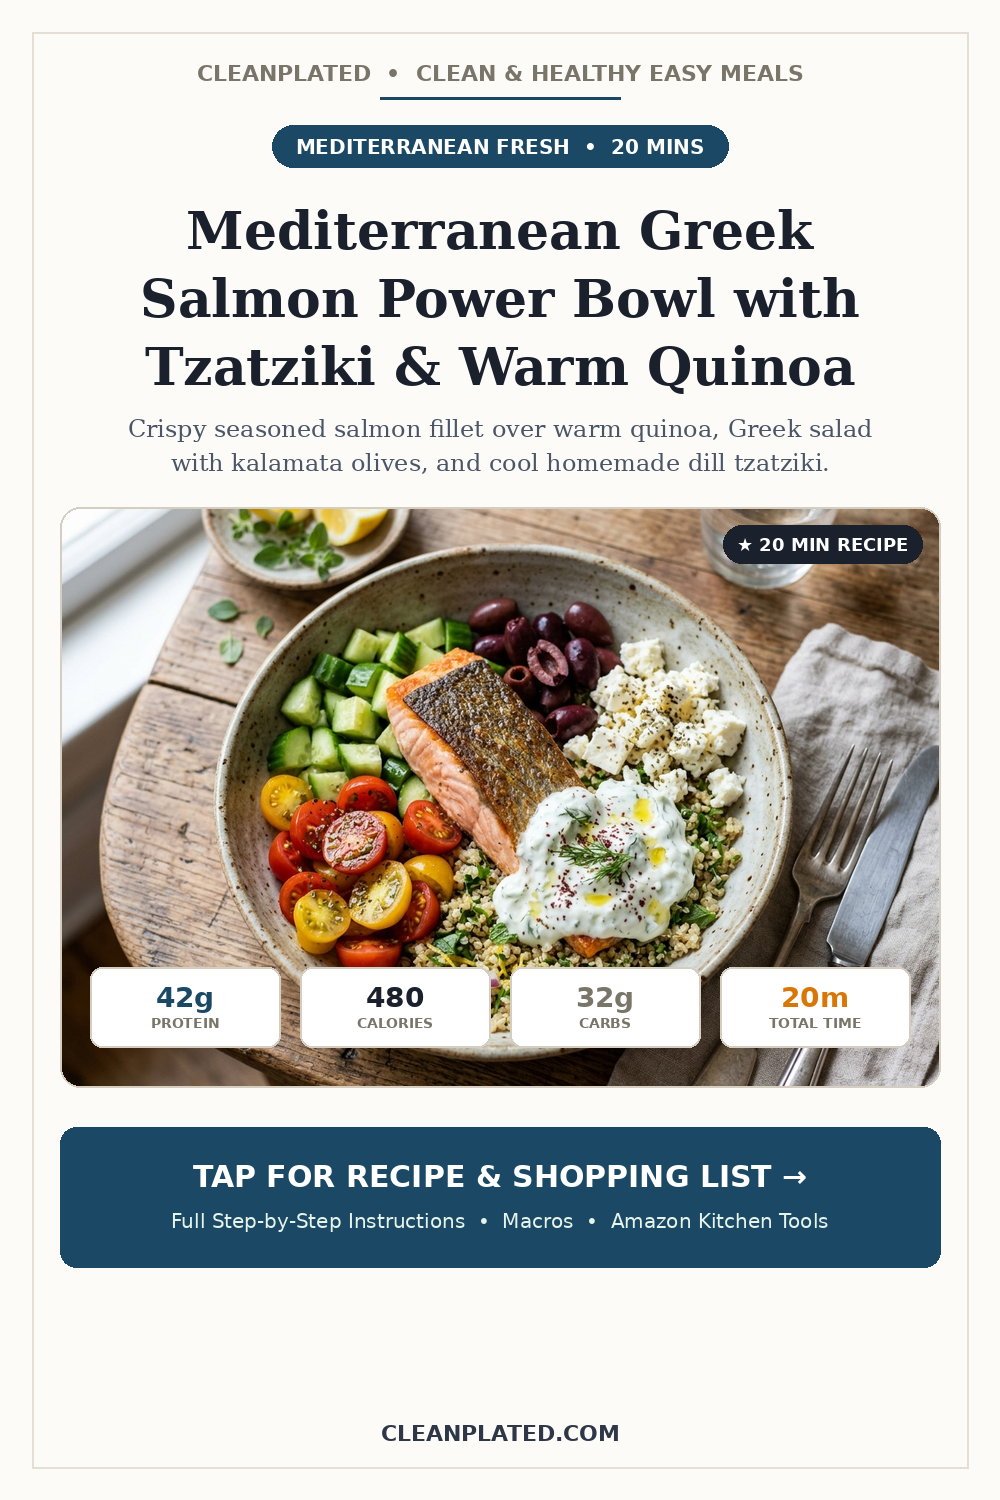 CLEANPLATED • CLEAN & HEALTHY EASY MEALS
MEDITERRANEAN FRESH • 20 MINS
Mediterranean Greek
Salmon Power Bowl with
Tzatziki & Warm Quinoa
Crispy seasoned salmon fillet over warm quinoa, Greek salad
with kalamata olives, and cool homemade dill tzatziki.
★ 20 MIN RECIPE
42g
PROTEIN
480
CALORIES
32g
CARBS
20m
TOTAL TIME
TAP FOR RECIPE & SHOPPING LIST →
Full Step-by-Step Instructions • Macros • Amazon Kitchen Tools
CLEANPLATED.COM